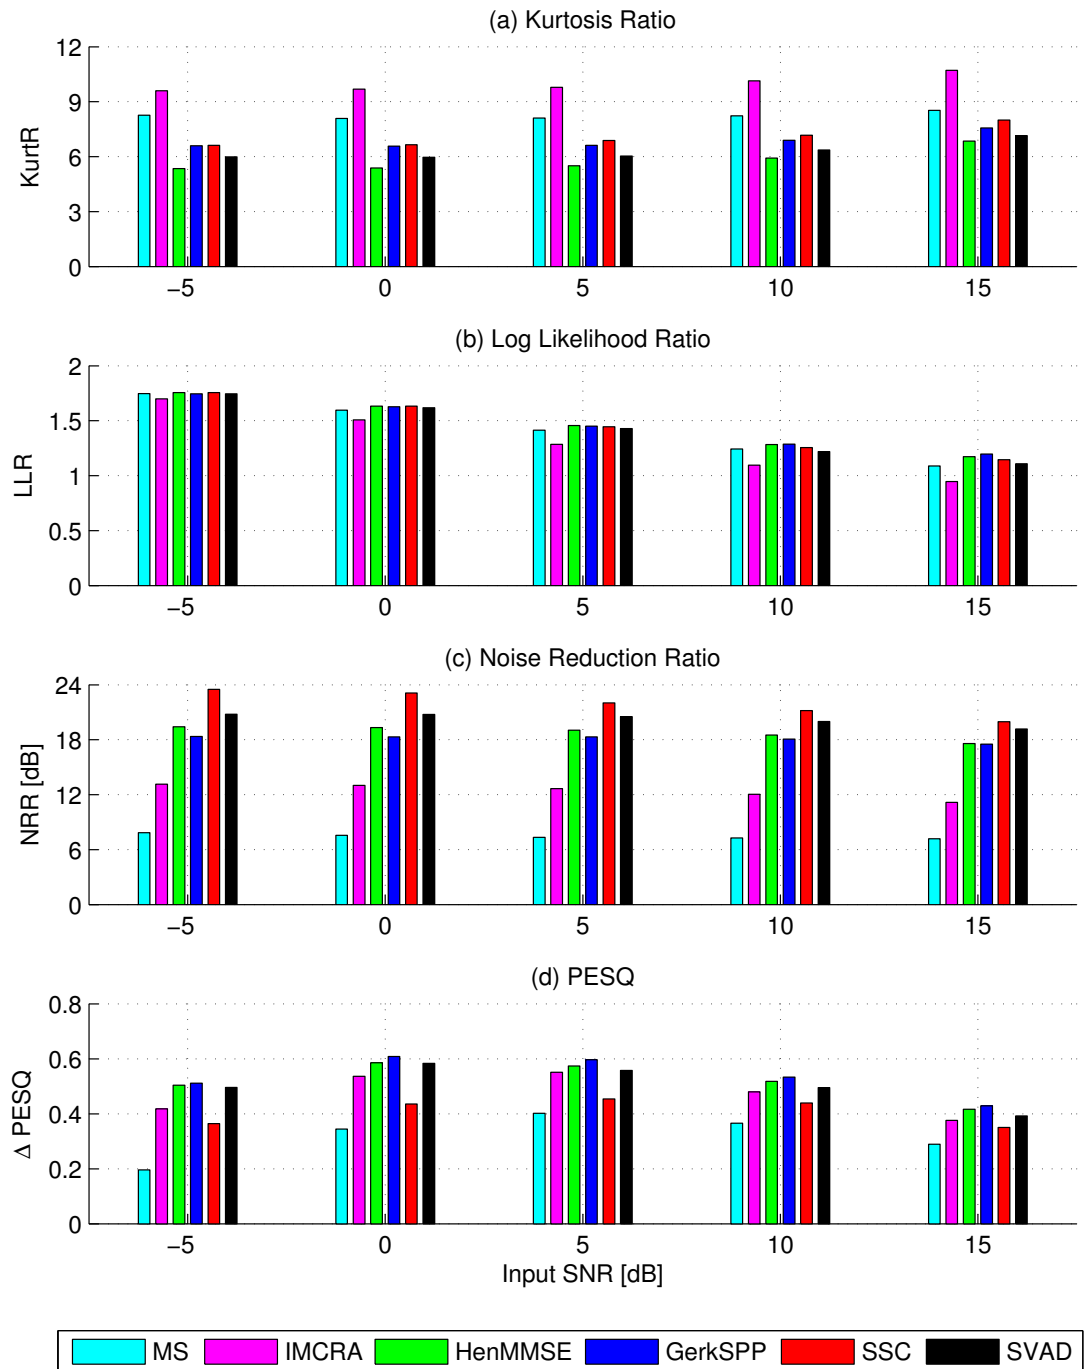 (a) Kurtosis Ratio
KurtR
12
9
6
3
0
−5 0 5 10 15
(b) Log Likelihood Ratio
LLR
2
1.5
1
0.5
0
−5 0 5 10 15
(c) Noise Reduction Ratio
NRR [dB]
24
18
12
6
0
−5 0 5 10 15
(d) PESQ
Δ PESQ
0.8
0.6
0.4
0.2
0
−5 0 5 10 15
Input SNR [dB]
MS IMCRA HenMMSE GerkSPP SSC SVAD